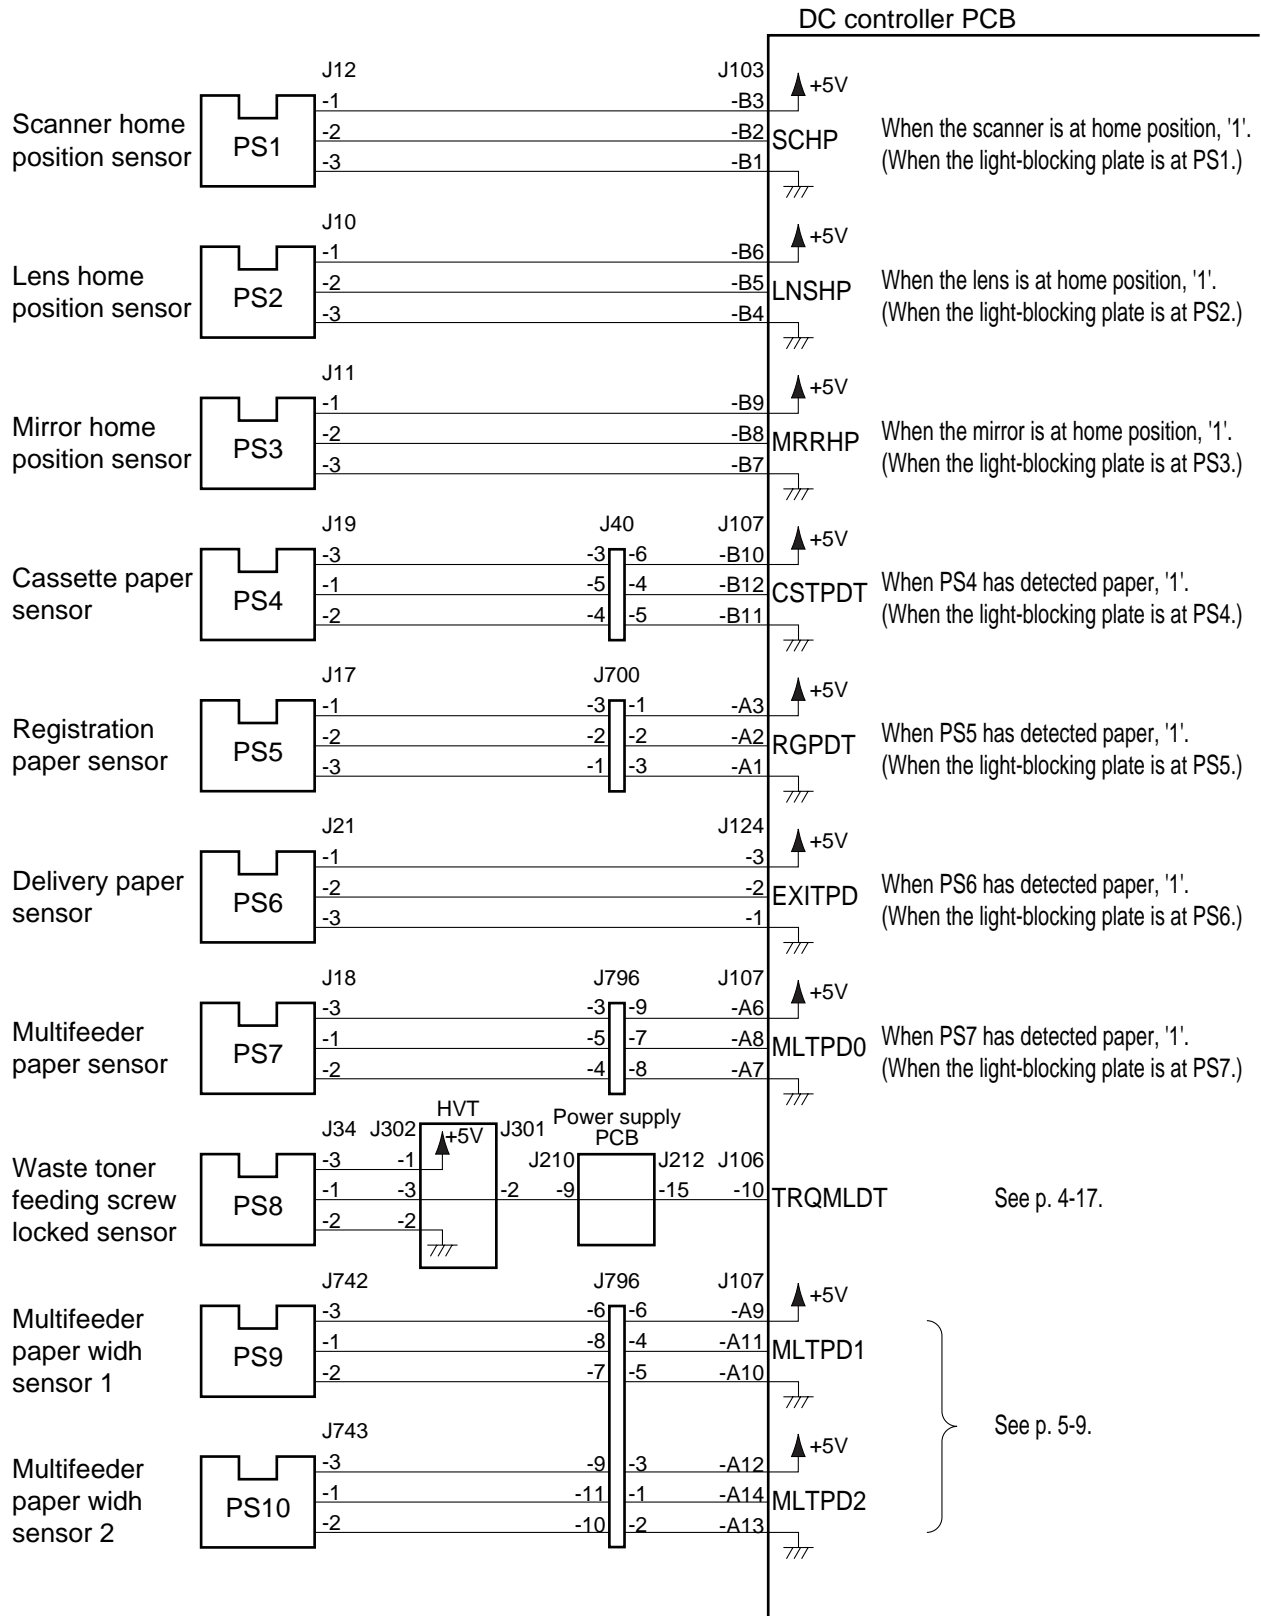 DC controller PCB
J12 J103
Scanner home
position sensor
PS1
-1 -B3 +5V
-2 -B2 SCHP
-3 -B1
When the scanner is at home position, '1'.
(When the light-blocking plate is at PS1.)
J10
Lens home
position sensor
PS2
-1 -B6 +5V
-2 -B5 LNSHP
-3 -B4
When the lens is at home position, '1'.
(When the light-blocking plate is at PS2.)
J11
Mirror home
position sensor
PS3
-1 -B9 +5V
-2 -B8 MRRHP
-3 -B7
When the mirror is at home position, '1'.
(When the light-blocking plate is at PS3.)
J19 J40 J107
Cassette paper
sensor
PS4
-3 -3 -6 -B10 +5V
-1 -5 -4 -B12 CSTPDT
-2 -4 -5 -B11
When PS4 has detected paper, '1'.
(When the light-blocking plate is at PS4.)
J17 J700
Registration
paper sensor
PS5
-1 -3 -1 -A3 +5V
-2 -2 -2 -A2 RGPDT
-3 -1 -3 -A1
When PS5 has detected paper, '1'.
(When the light-blocking plate is at PS5.)
J21 J124
Delivery paper
sensor
PS6
-1 -3 +5V
-2 -2 EXITPD
-3 -1
When PS6 has detected paper, '1'.
(When the light-blocking plate is at PS6.)
J18 J796 J107
Multifeeder
paper sensor
PS7
-3 -3 -9 -A6 +5V
-1 -5 -7 -A8 MLTPD0
-2 -4 -8 -A7
When PS7 has detected paper, '1'.
(When the light-blocking plate is at PS7.)
HVT
Power supply
PCB
J34 J302 +5V J301 J210 J212 J106
Waste toner
feeding screw
locked sensor
PS8
-3 -1
-1 -3 -2 -9 -15 -10 TRQMLDT
-2 -2
See p. 4-17.
J742 J796 J107
Multifeeder
paper widh
sensor 1
PS9
-3 -6 -6 -A9 +5V
-1 -8 -4 -A11 MLTPD1
-2 -7 -5 -A10
See p. 5-9.
J743
Multifeeder
paper widh
sensor 2
PS10
-3 -9 -3 -A12 +5V
-1 -11 -1 -A14 MLTPD2
-2 -10 -2 -A13